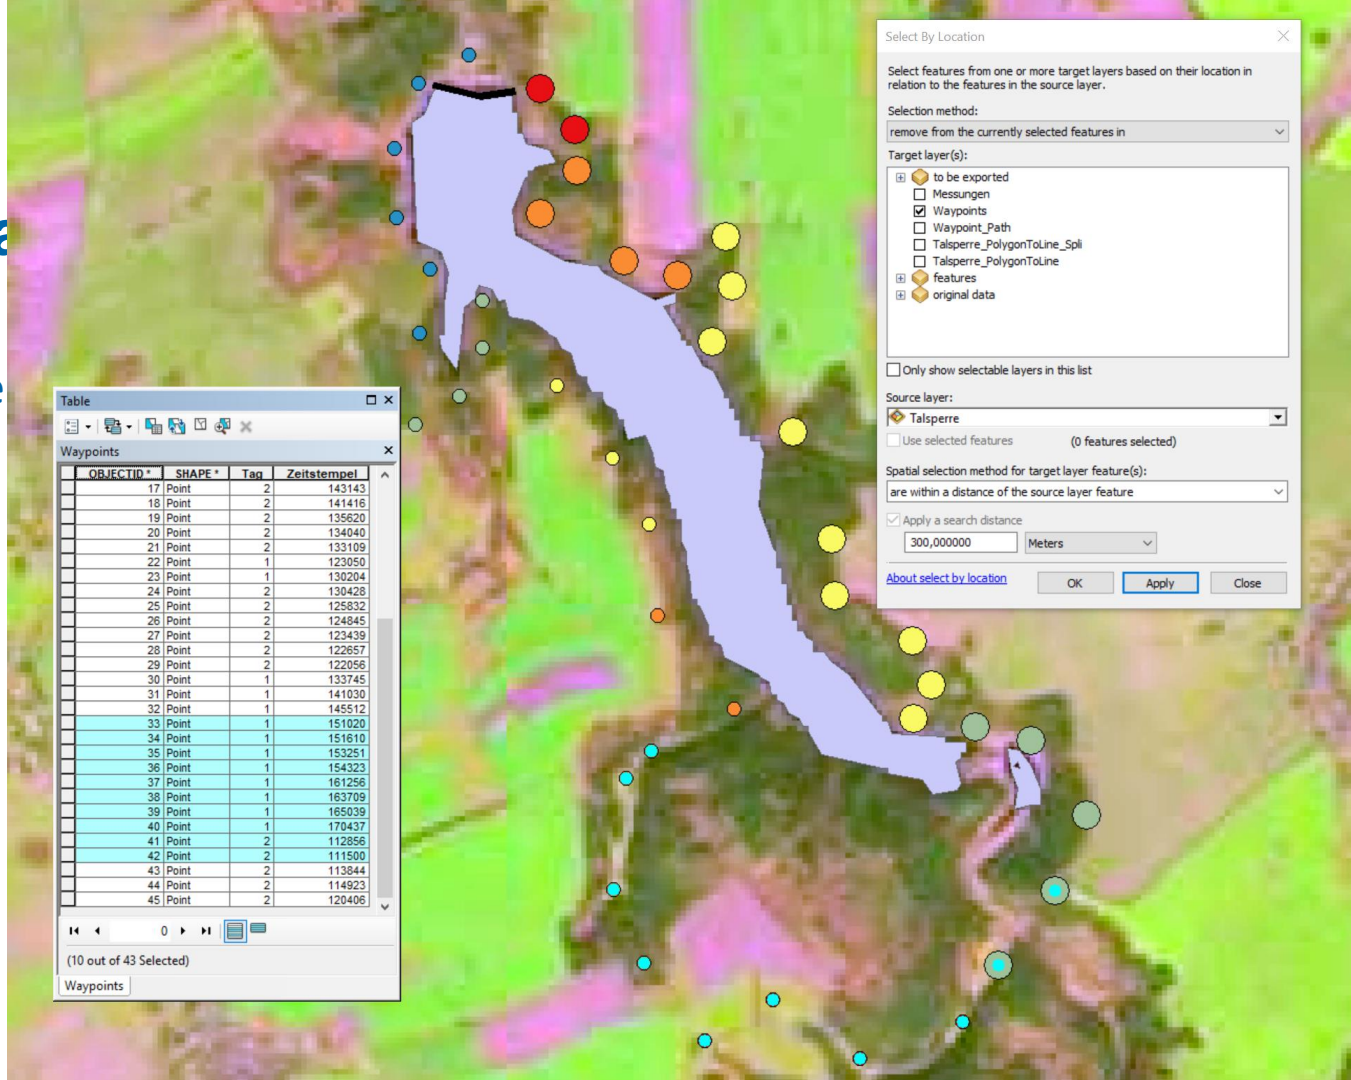 Select By Location
Select features from one or more target layers based on their location in
relation to the features in the source layer.
Selection method:
remove from the currently selected features in
Target layer(s):
to be exported
Messungen
Waypoints
Waypoint_Path
Talsperre_PolygonToLine_Spli
Talsperre_PolygonToLine
features
original data
Only show selectable layers in this list
Source layer:
Talsperre
Use selected features (0 features selected)
Spatial selection method for target layer feature(s):
are within a distance of the source layer feature
Apply a search distance
300,000000 Meters
About select by location OK Apply Close
Table
Waypoints
OBJECTID * SHAPE * Tag Zeitstempel
17 Point 2 143143
18 Point 2 141416
19 Point 2 135620
20 Point 2 134040
21 Point 2 133109
22 Point 1 123050
23 Point 1 130204
24 Point 2 130428
25 Point 2 125832
26 Point 2 124845
27 Point 2 123439
28 Point 2 122657
29 Point 2 122056
30 Point 1 133745
31 Point 1 141030
32 Point 1 145512
33 Point 1 151020
34 Point 1 151610
35 Point 1 153251
36 Point 1 154323
37 Point 1 161256
38 Point 1 163709
39 Point 1 165039
40 Point 1 170437
41 Point 2 112856
42 Point 2 111500
43 Point 2 113844
44 Point 2 114923
45 Point 2 120406
0
(10 out of 43 Selected)
Waypoints